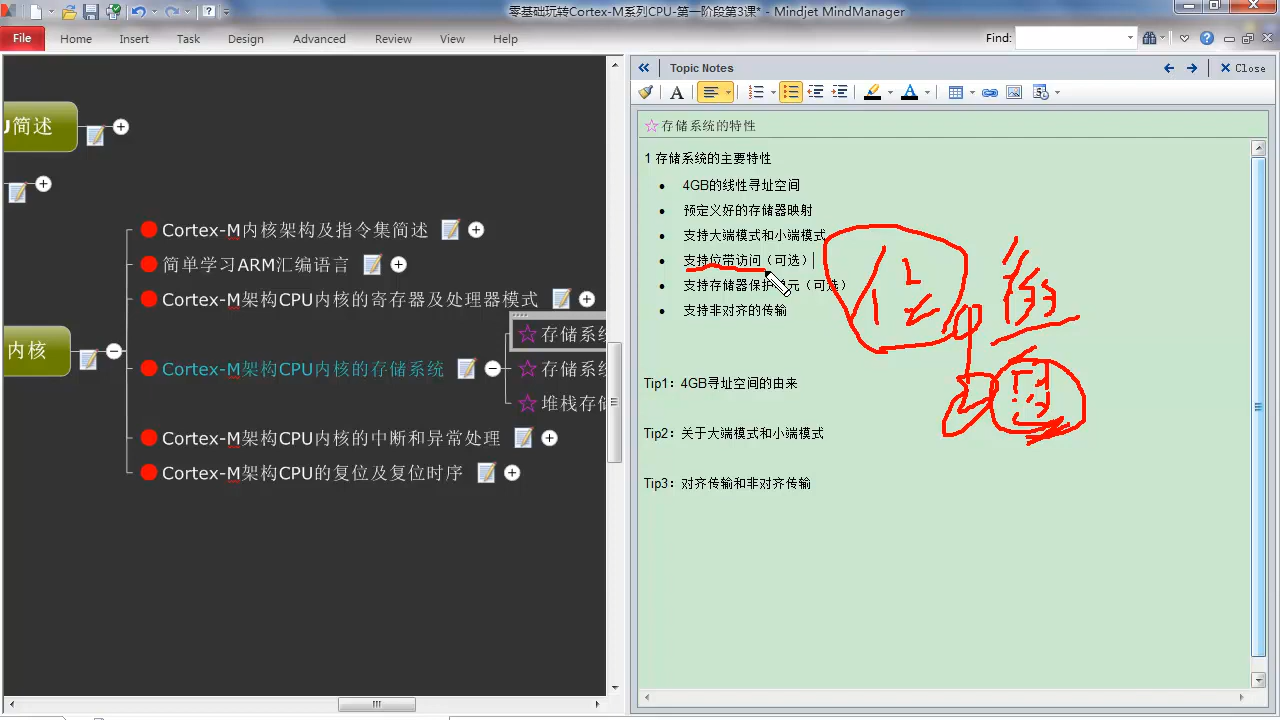 零基础玩转Cortex-M系列CPU-第一阶段第3课* - Mindjet MindManager
File Home Insert Task Design Advanced Review View Help Find:
Topic Notes
Close
J简述
内核
Cortex-M内核架构及指令集简述
简单学习ARM汇编语言
Cortex-M架构CPU内核的寄存器及处理器模式
Cortex-M架构CPU内核的存储系统
存储系统
存储系统
堆栈存储
Cortex-M架构CPU内核的中断和异常处理
Cortex-M架构CPU的复位及复位时序
存储系统的特性
1 存储系统的主要特性
• 4GB的线性寻址空间
• 预定义好的存储器映射
• 支持大端模式和小端模式
• 支持位带访问（可选）
• 支持存储器保护单元（可选
• 支持非对齐的传输
Tip1：4GB寻址空间的由来
Tip2：关于大端模式和小端模式
Tip3：对齐传输和非对齐传输
位